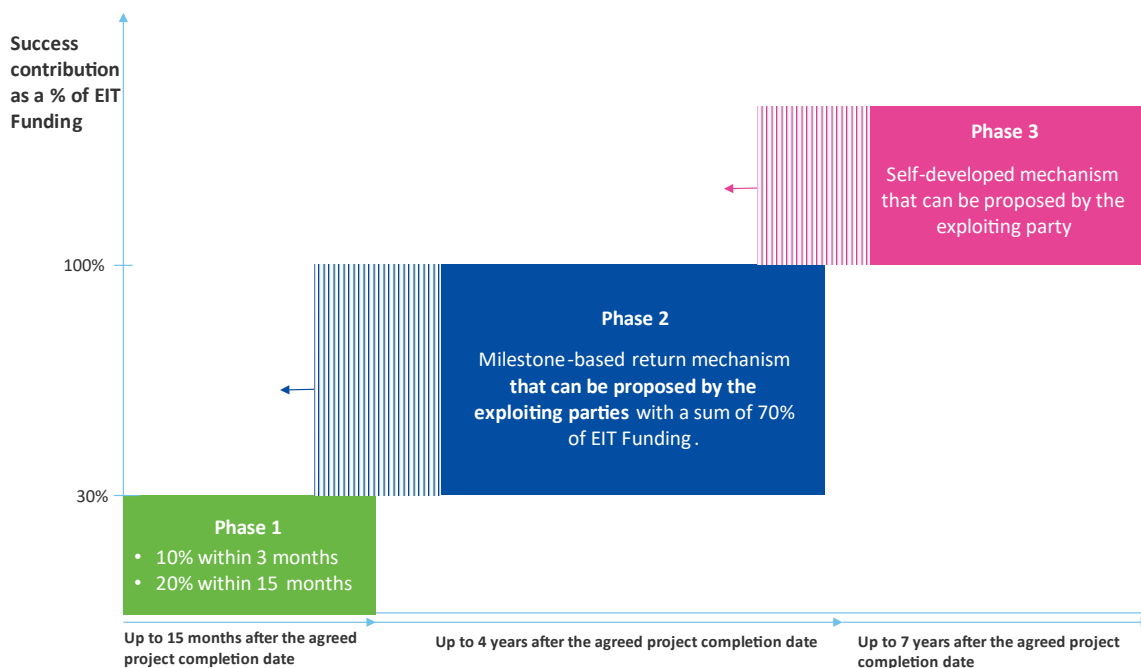 Success
contribution
as a % of EIT
Funding
Phase 3
Self-developed mechanism
that can be proposed by the
exploiting party
100%
Phase 2
Milestone-based return mechanism
that can be proposed by the
exploiting parties with a sum of 70%
of EIT Funding.
30%
Phase 1
• 10% within 3 months
• 20% within 15 months
Up to 15 months after the agreed
project completion date
Up to 4 years after the agreed project completion date
Up to 7 years after the agreed project
completion date